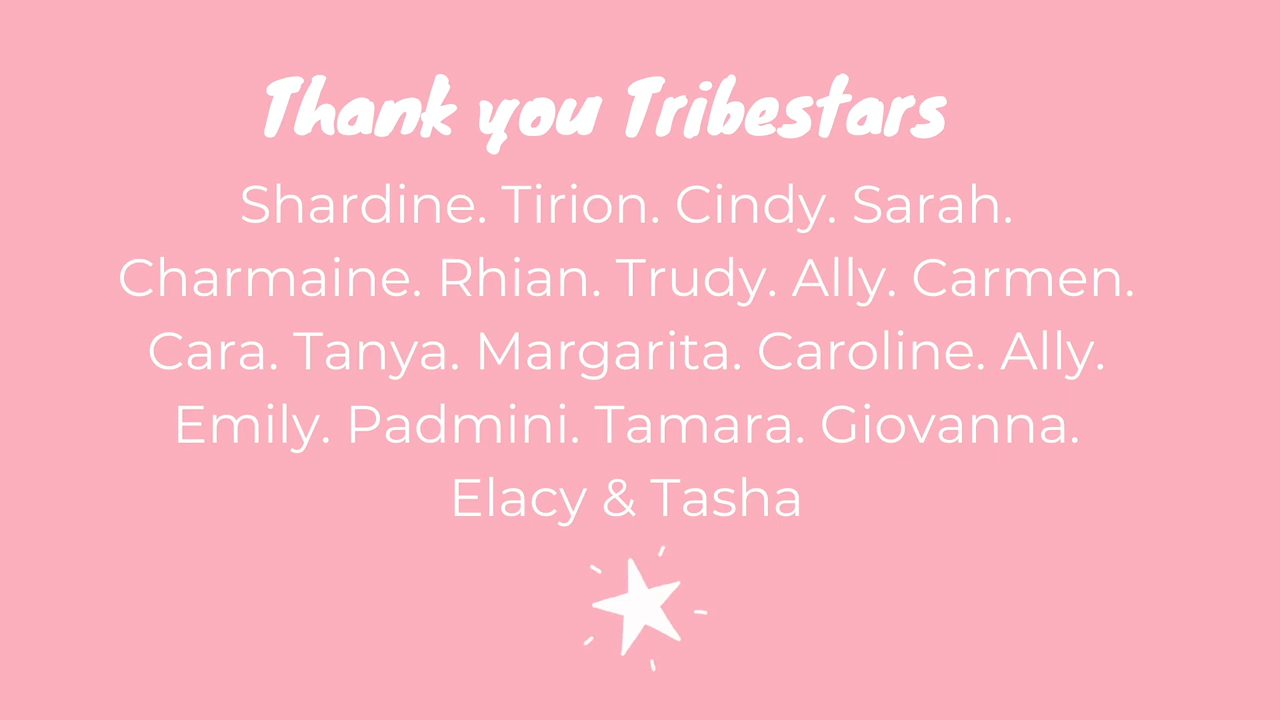 Thank you Tribestars
Shardine. Tirion. Cindy. Sarah.
Charmaine. Rhian. Trudy. Ally. Carmen.
Cara. Tanya. Margarita. Caroline. Ally.
Emily. Padmini. Tamara. Giovanna.
Elacy & Tasha